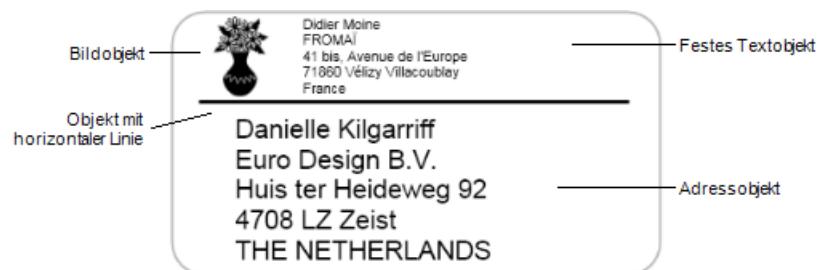 Bildobjekt
Didier Moine
FROMAÏ
41 bis, Avenue de l'Europe
71860 Vélizy Villacoublay
France
Festes Textobjekt
Objekt mit
horizontaler Linie
Danielle Kilgarriff
Euro Design B.V.
Huis ter Heideweg 92
4708 LZ Zeist
THE NETHERLANDS
Adressobjekt